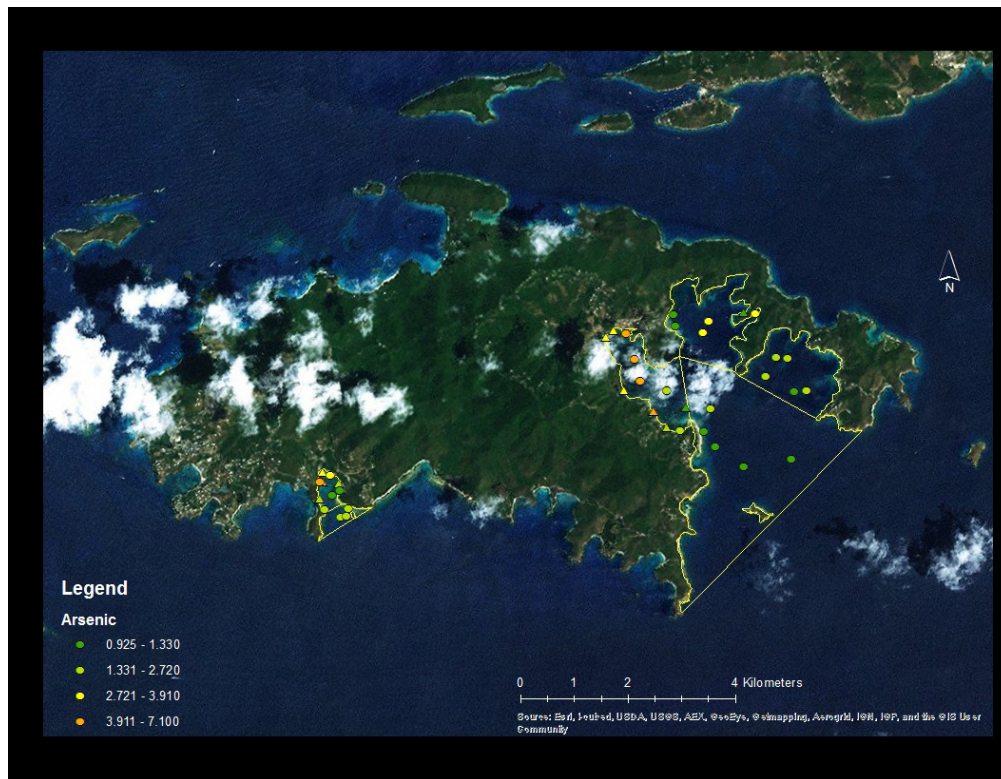 N
Legend
Arsenic
0.925 - 1.330
1.331 - 2.720
2.721 - 3.910
3.911 - 7.100
0 1 2 4 Kilometers
Source: Esri, USDA, USGS, AEX, GeoEye, Getmapping, Aerogrid, IGN, IGP, and the GIS User
Community